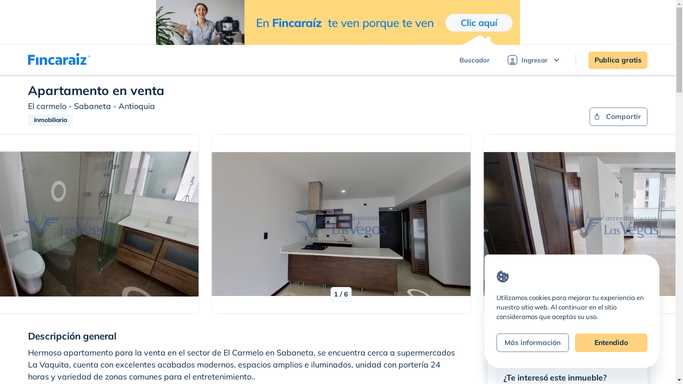 En Fincaraíz te ven porque te ven
Clic aquí
Fincaraiz
Buscador
Ingresar
Publica gratis
Apartamento en venta
El carmelo - Sabaneta - Antioquia
Inmobiliaria
Compartir
Las Vegas
arrendamientos
Las Vegas
1 / 6
Utilizamos cookies para mejorar tu experiencia en
nuestro sitio web. Al continuar en el sitio
consideramos que aceptas su uso.
Más información
Entendido
Descripción general
Hermoso apartamento para la venta en el sector de El Carmelo en Sabaneta, se encuentra cerca a supermercados
La Vaquita, cuenta con excelentes acabados modernos, espacios amplios e iluminados, unidad con portería 24
horas y variedad de zonas comunes para el entretenimiento..
¿Te interesó este inmueble?